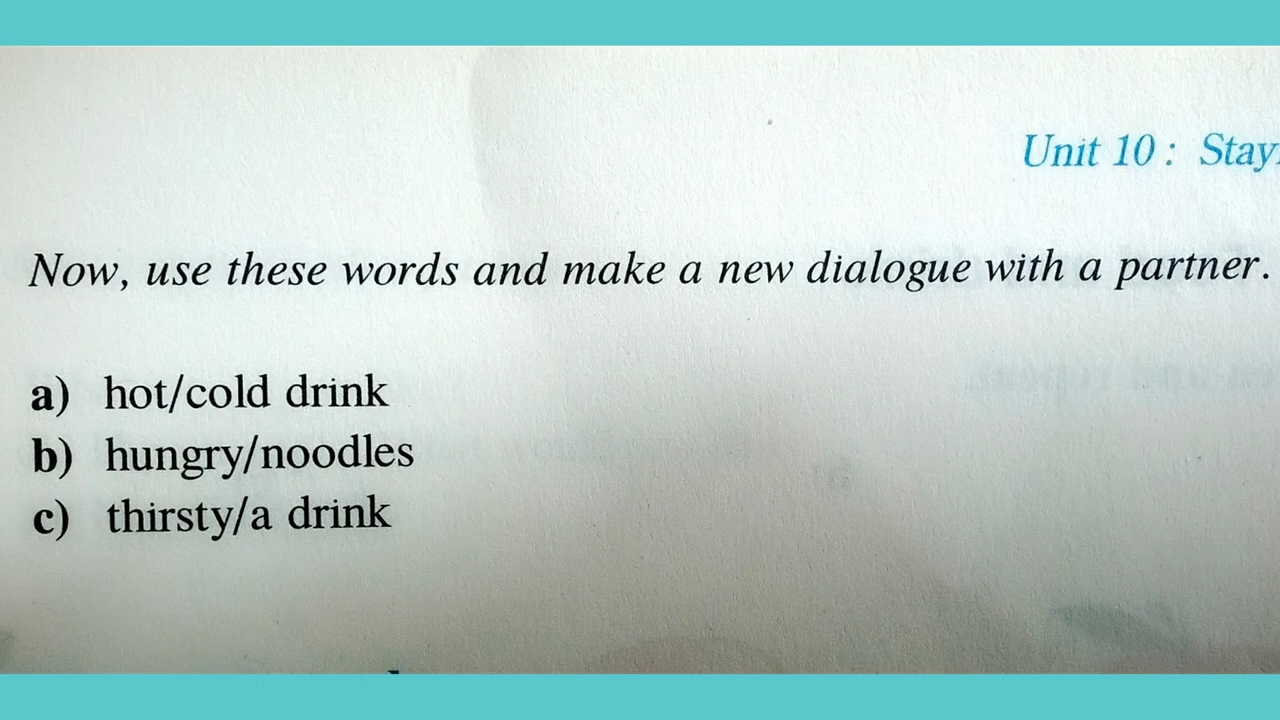 Unit 10 :
Now, use these words and make a new dialogue with a partner.
a) hot/cold drink
b) hungry/noodles
c) thirsty/a drink